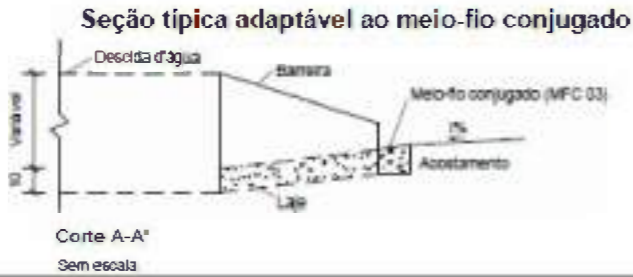 Seção típica adaptável ao meio-fio conjugado
Descida d'água
Barreira
Meio-fio conjugado (MFC 03)
Variável
Acostamento
10
Laje
Corte A-A'
Sem escala